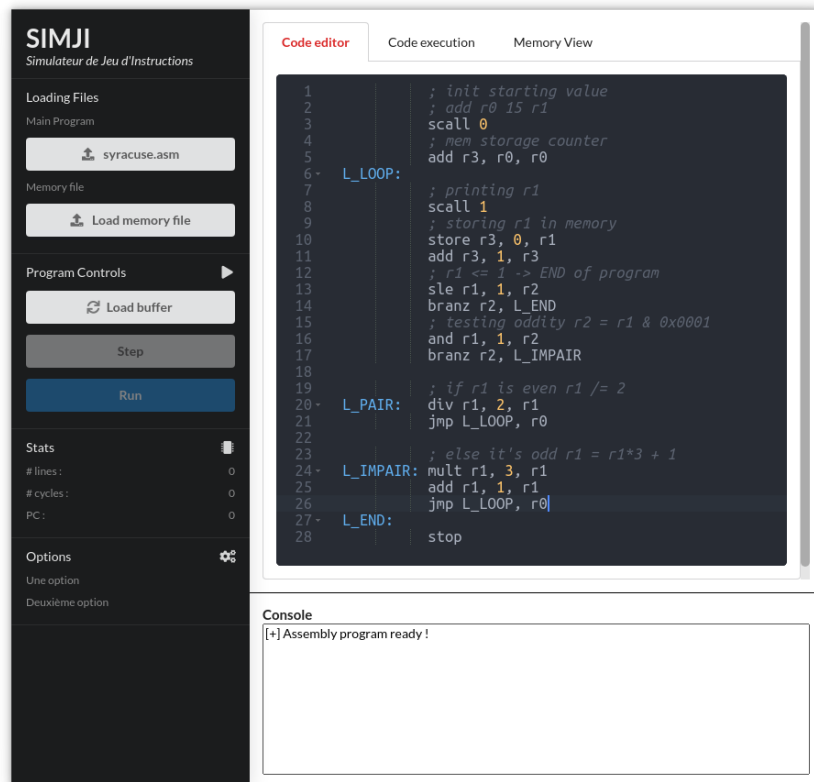 SIMJI
Simulateur de Jeu d'Instructions
Loading Files
Main Program
syracuse.asm
Memory file
Load memory file
Program Controls
Load buffer
Step
Run
Stats
# lines : 0
# cycles : 0
PC : 0
Options
Une option
Deuxième option
Code editor Code execution Memory View
1 ; init starting value
2 ; add r0 15 r1
3 scall 0
4 ; mem storage counter
5 add r3, r0, r0
6 L_LOOP:
7 ; printing r1
8 scall 1
9 ; storing r1 in memory
10 store r3, 0, r1
11 add r3, 1, r3
12 ; r1 <= 1 -> END of program
13 sle r1, 1, r2
14 branz r2, L_END
15 ; testing oddity r2 = r1 & 0x0001
16 and r1, 1, r2
17 branz r2, L_IMPAIR
18
19 ; if r1 is even r1 /= 2
20 L_PAIR: div r1, 2, r1
21 jmp L_LOOP, r0
22
23 ; else it's odd r1 = r1*3 + 1
24 L_IMPAIR: mult r1, 3, r1
25 add r1, 1, r1
26 jmp L_LOOP, r0
27 L_END:
28 stop
Console
[+] Assembly program ready !